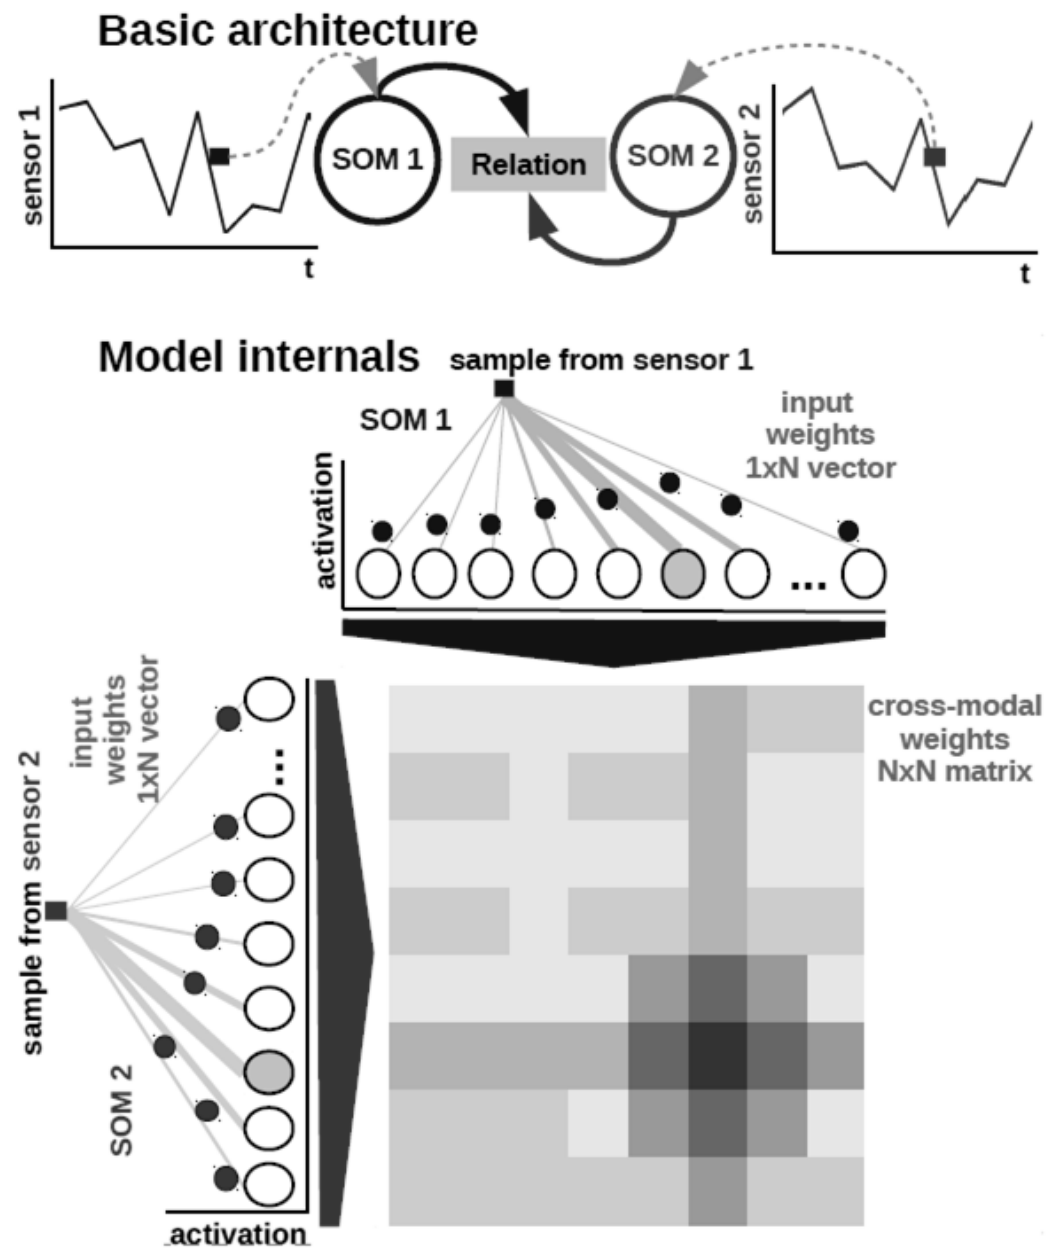 Basic architecture
sensor 1
t
SOM 1
Relation
SOM 2
sensor 2
t
Model internals
sample from sensor 1
SOM 1
input
weights
1xN vector
activation
...
input
weights
1xN vector
...
sample from sensor 2
SOM 2
activation
cross-modal
weights
NxN matrix